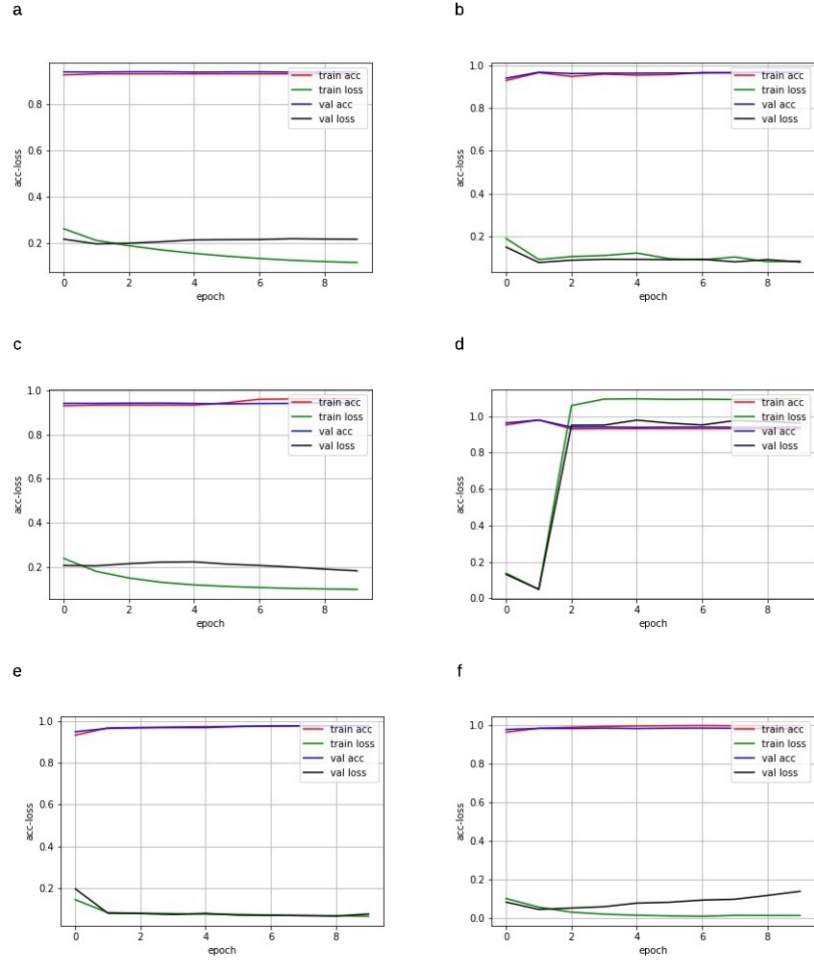 a
train acc
train loss
val acc
val loss
acc-loss
0.8
0.6
0.4
0.2
0 2 4 6 8
epoch
b
train acc
train loss
val acc
val loss
acc-loss
1.0
0.8
0.6
0.4
0.2
0 2 4 6 8
epoch
c
train acc
train loss
val acc
val loss
acc-loss
1.0
0.8
0.6
0.4
0.2
0 2 4 6 8
epoch
d
train acc
train loss
val acc
val loss
acc-loss
1.0
0.8
0.6
0.4
0.2
0.0
0 2 4 6 8
epoch
e
train acc
train loss
val acc
val loss
acc-loss
1.0
0.8
0.6
0.4
0.2
0 2 4 6 8
epoch
f
train acc
train loss
val acc
val loss
acc-loss
1.0
0.8
0.6
0.4
0.2
0.0
0 2 4 6 8
epoch